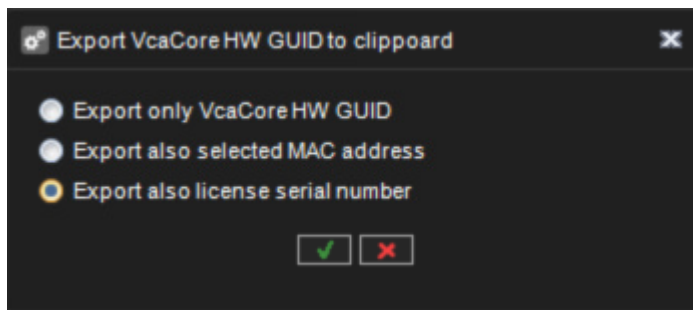 Export VcaCore HW GUID to clippoard
Export only VcaCore HW GUID
Export also selected MAC address
Export also license serial number